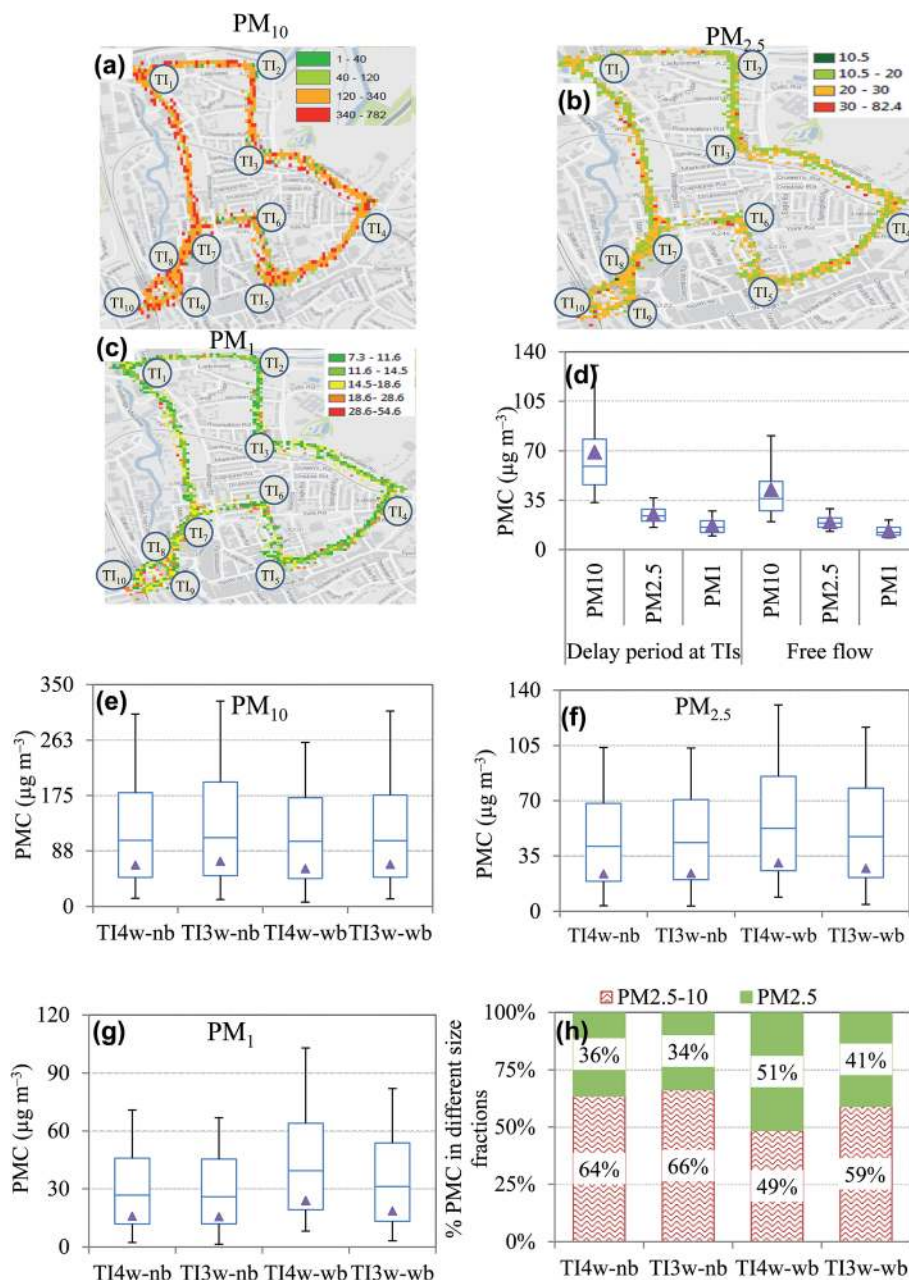 PM10
(a)
1 - 40
40 - 120
120 - 340
340 - 782
TI1
TI2
TI3
TI4
TI5
TI6
TI7
TI8
TI9
TI10
PM2.5
(b)
10.5
10.5 - 20
20 - 30
30 - 82.4
TI1
TI2
TI3
TI4
TI5
TI6
TI7
TI8
TI9
TI10
(c)
PM1
7.3 - 11.6
11.6 - 14.5
14.5-18.6
18.6 - 28.6
28.6-54.6
TI1
TI2
TI3
TI4
TI5
TI6
TI7
TI8
TI9
TI10
(d)
PMC (µg m−3)
140
105
70
35
0
PM10 PM2.5 PM1 PM10 PM2.5 PM1
Delay period at TIs Free flow
(e)
PM10
PMC (µg m−3)
350
263
175
88
0
TI4w-nb TI3w-nb TI4w-wb TI3w-wb
(f)
PM2.5
PMC (µg m−3)
140
105
70
35
0
TI4w-nb TI3w-nb TI4w-wb TI3w-wb
(g)
PM1
PMC (µg m−3)
120
90
60
30
0
TI4w-nb TI3w-nb TI4w-wb TI3w-wb
PM2.5-10 PM2.5
(h)
% PMC in different size
fractions
100%
75%
50%
25%
0%
36% 34% 51% 41%
64% 66% 49% 59%
TI4w-nb TI3w-nb TI4w-wb TI3w-wb